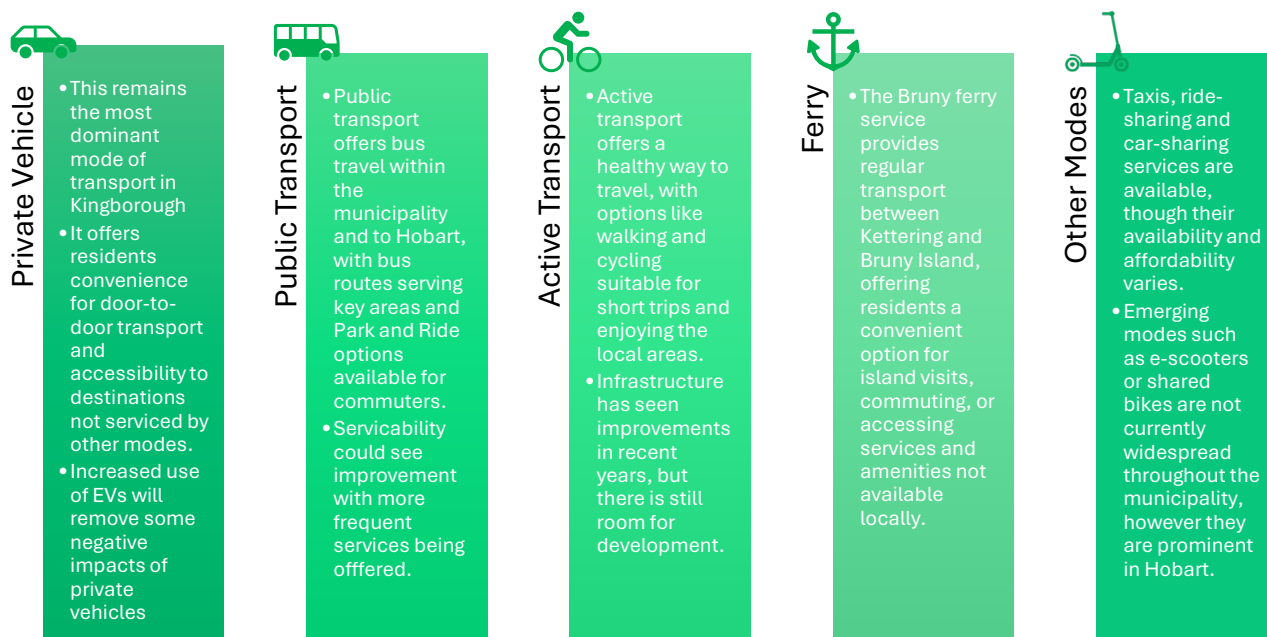 Private Vehicle
• This remains
the most
dominant
mode of
transport in
Kingborough
• It offers
residents
convenience
for door-to-
door transport
and
accessibility to
destinations
not serviced by
other modes.
• Increased use
of EVs will
remove some
negative
impacts of
private
vehicles
Public Transport
• Public
transport
offers bus
travel within
the
municipality
and to Hobart,
with bus
routes serving
key areas and
Park and Ride
options
available for
commuters.
• Servicability
could see
improvement
with more
frequent
services being
offfered.
Active Transport
• Active
transport
offers a
healthy way to
travel, with
options like
walking and
cycling
suitable for
short trips and
enjoying the
local areas.
• Infrastructure
has seen
improvements
in recent
years, but
there is still
room for
development.
Ferry
• The Bruny ferry
service
provides
regular
transport
between
Kettering and
Bruny Island,
offering
residents a
convenient
option for
island visits,
commuting, or
accessing
services and
amenities not
available
locally.
Other Modes
• Taxis, ride-
sharing and
car-sharing
services are
available,
though their
availability and
affordability
varies.
• Emerging
modes such
as e-scooters
or shared
bikes are not
currently
widespread
throughout the
municipality,
however they
are prominent
in Hobart.